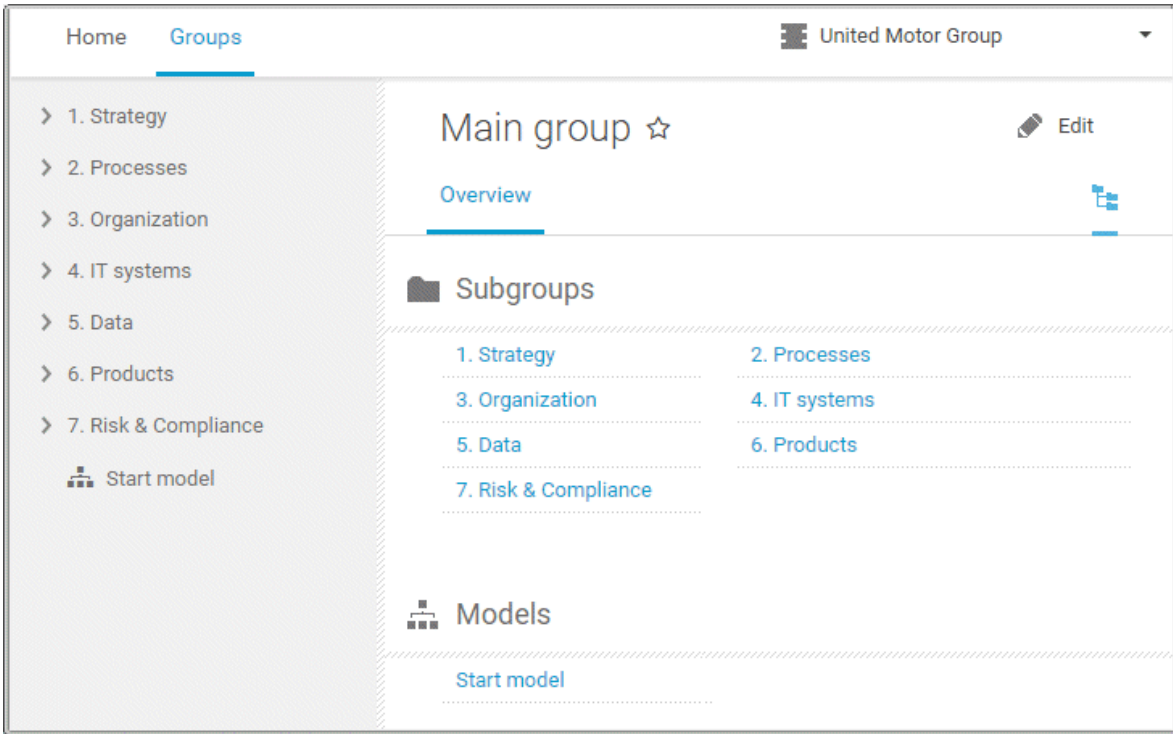 Home Groups United Motor Group
1. Strategy
2. Processes
3. Organization
4. IT systems
5. Data
6. Products
7. Risk & Compliance
Start model
Main group Edit
Overview
Subgroups
1. Strategy 2. Processes
3. Organization 4. IT systems
5. Data 6. Products
7. Risk & Compliance
Models
Start model